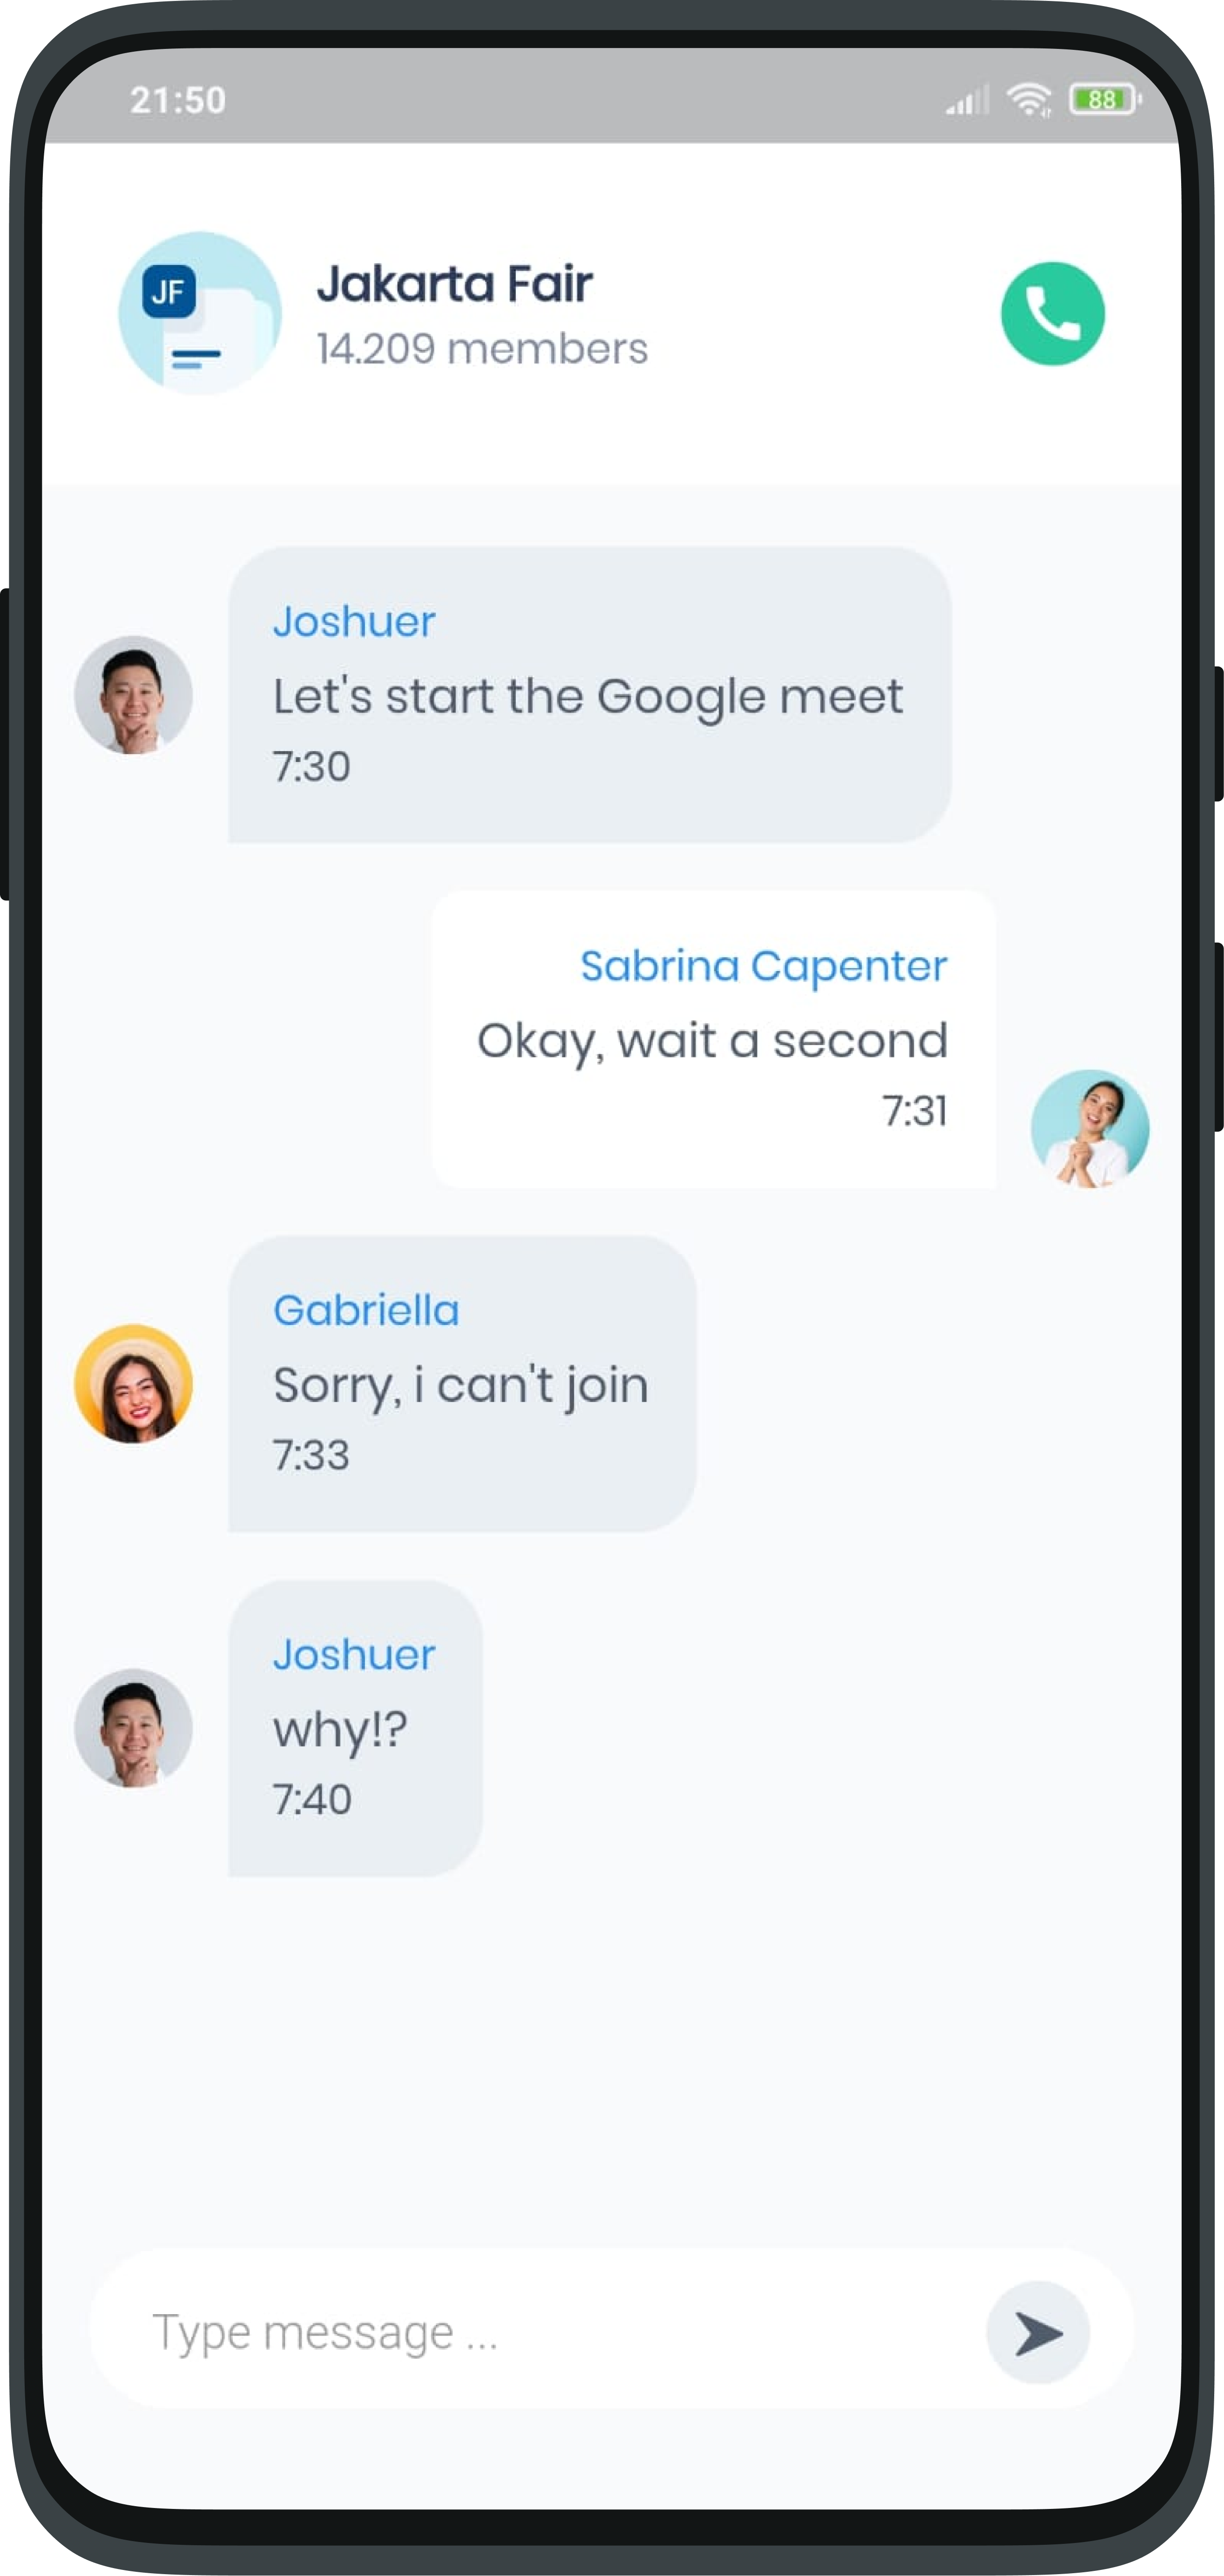 21:50
88
JF
Jakarta Fair
14.209 members
Joshuer
Let's start the Google meet
7:30
Sabrina Capenter
Okay, wait a second
7:31
Gabriella
Sorry, i can't join
7:33
Joshuer
why!?
7:40
Type message ...